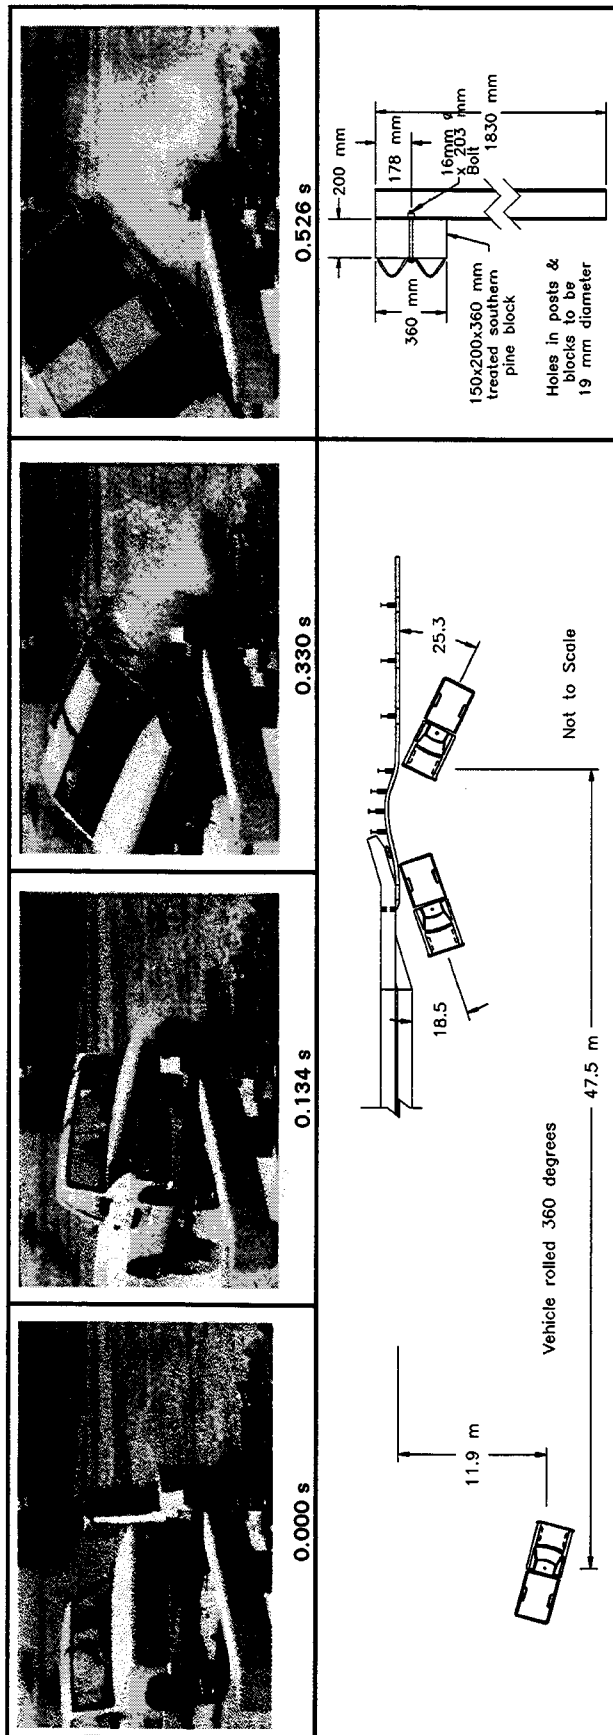 0.000 s
0.134 s
0.330 s
0.526 s
11.9 m
Vehicle rolled 360 degrees
47.5 m
18.5
25.3
Not to Scale
200 mm
178 mm
16mm ø
x 203 mm
Bolt
1830 mm
360 mm
150x200x360 mm
treated southern
pine block
Holes in posts &
blocks to be
19 mm diameter